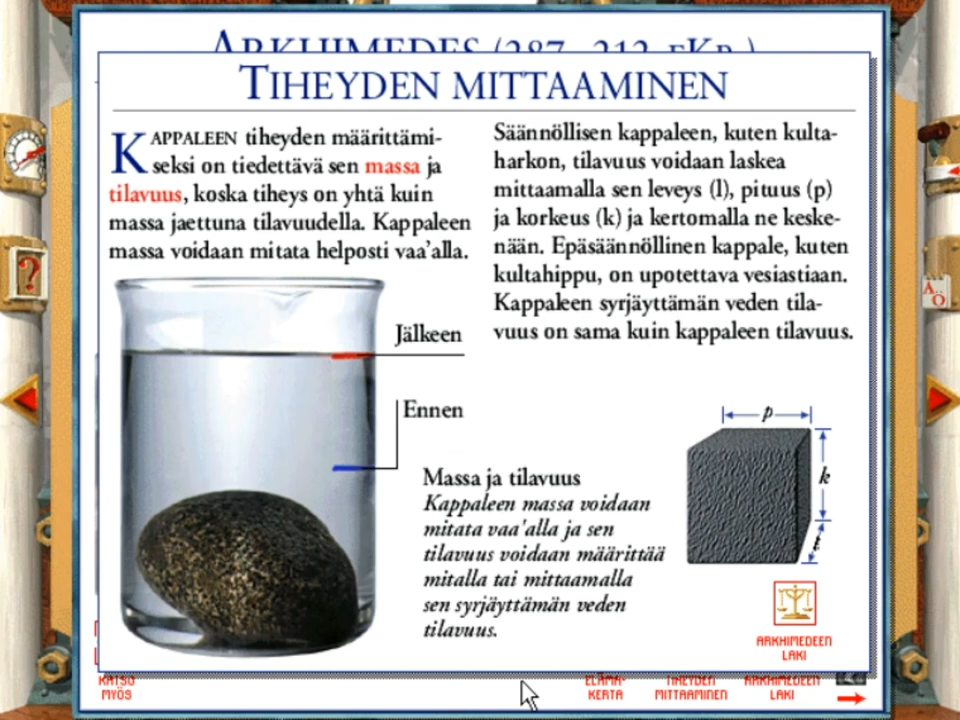 ARKHIMEDES (287–212 EKR.)
TIHEYDEN MITTAAMINEN
KAPPALEEN tiheyden määrittämi-
seksi on tiedettävä sen massa ja
tilavuus, koska tiheys on yhtä kuin
massa jaettuna tilavuudella. Kappaleen
massa voidaan mitata helposti vaa'alla.
Säännöllisen kappaleen, kuten kulta-
harkon, tilavuus voidaan laskea
mittaamalla sen leveys (l), pituus (p)
ja korkeus (k) ja kertomalla ne keske-
nään. Epäsäännöllinen kappale, kuten
kultahippu, on upotettava vesiastiaan.
Kappaleen syrjäyttämän veden tila-
vuus on sama kuin kappaleen tilavuus.
Jälkeen
Ennen
Massa ja tilavuus
Kappaleen massa voidaan
mitata vaa'alla ja sen
tilavuus voidaan määrittää
mitalla tai mittaamalla
sen syrjäyttämän veden
tilavuus.
p
k
ARKHIMEDEEN
LAKI
A..
O
?
KATSO
MYÖS
ELÄMÄ-
KERTA
TIHEYDEN
MITTAAMINEN
ARKHIMEDEEN
LAKI